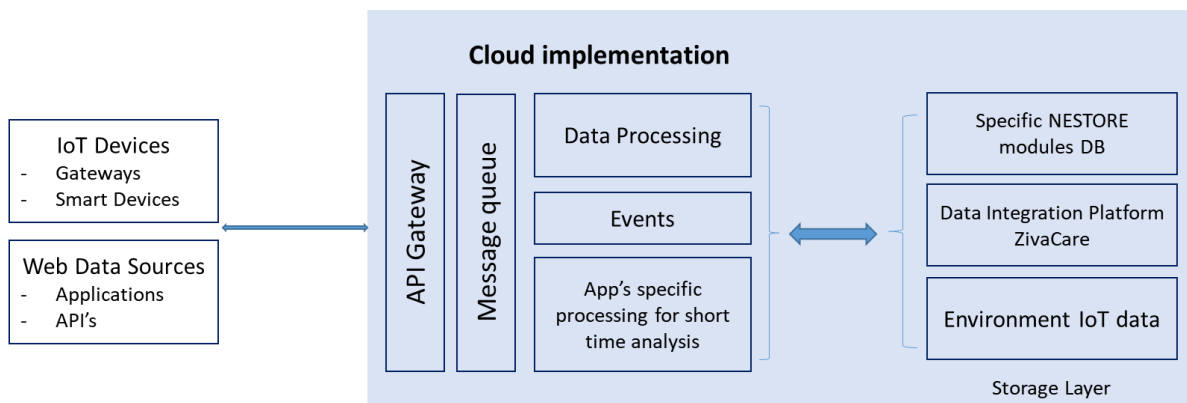 Cloud implementation
IoT Devices
- Gateways
- Smart Devices
Web Data Sources
- Applications
- API's
API Gateway
Message queue
Data Processing
Events
App's specific
processing for short
time analysis
Specific NESTORE
modules DB
Data Integration Platform
ZivaCare
Environment IoT data
Storage Layer